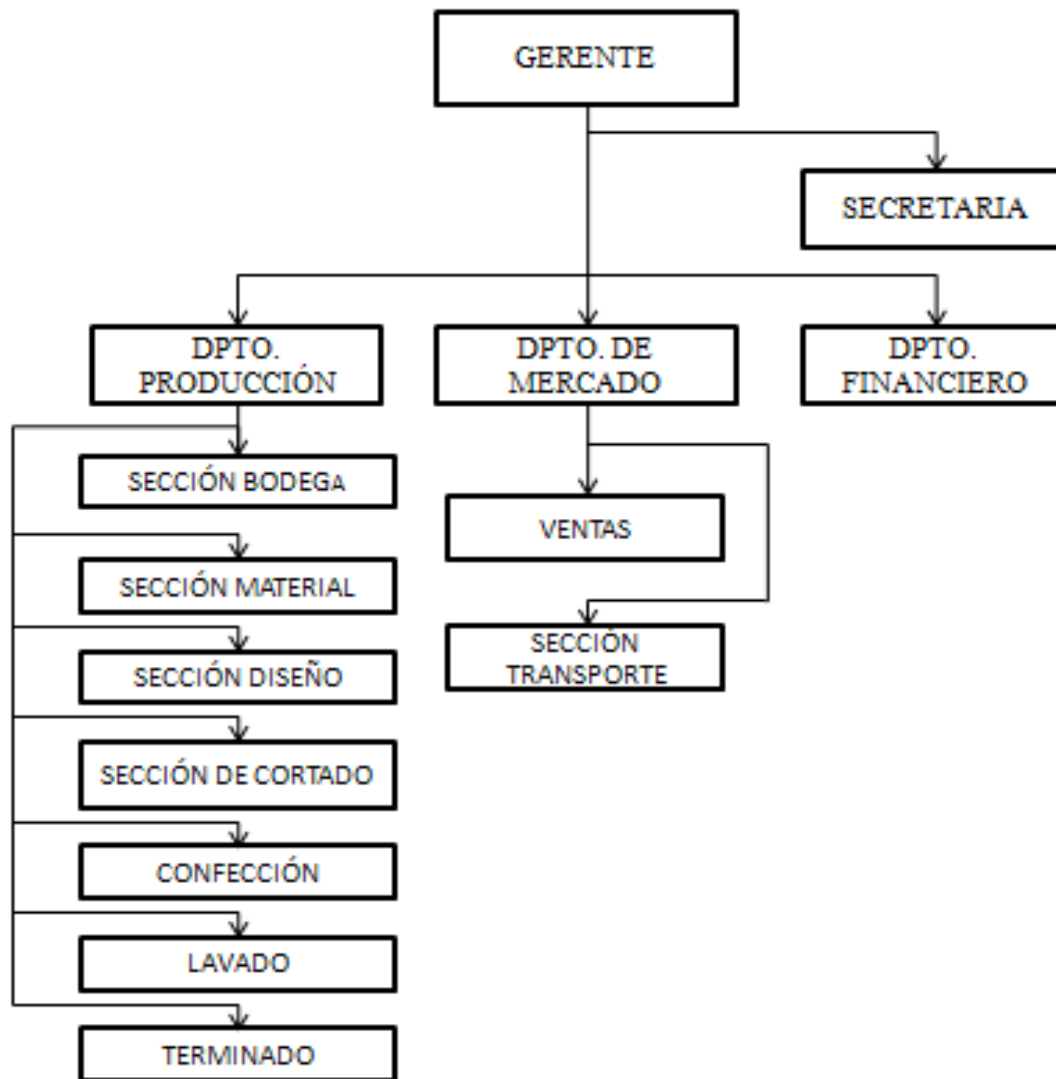 GERENTE
SECRETARIA
DPTO.
PRODUCCIÓN
DPTO. DE
MERCADO
DPTO.
FINANCIERO
SECCIÓN BODEGA
SECCIÓN MATERIAL
SECCIÓN DISEÑO
SECCIÓN DE CORTADO
CONFECCIÓN
LAVADO
TERMINADO
VENTAS
SECCIÓN
TRANSPORTE